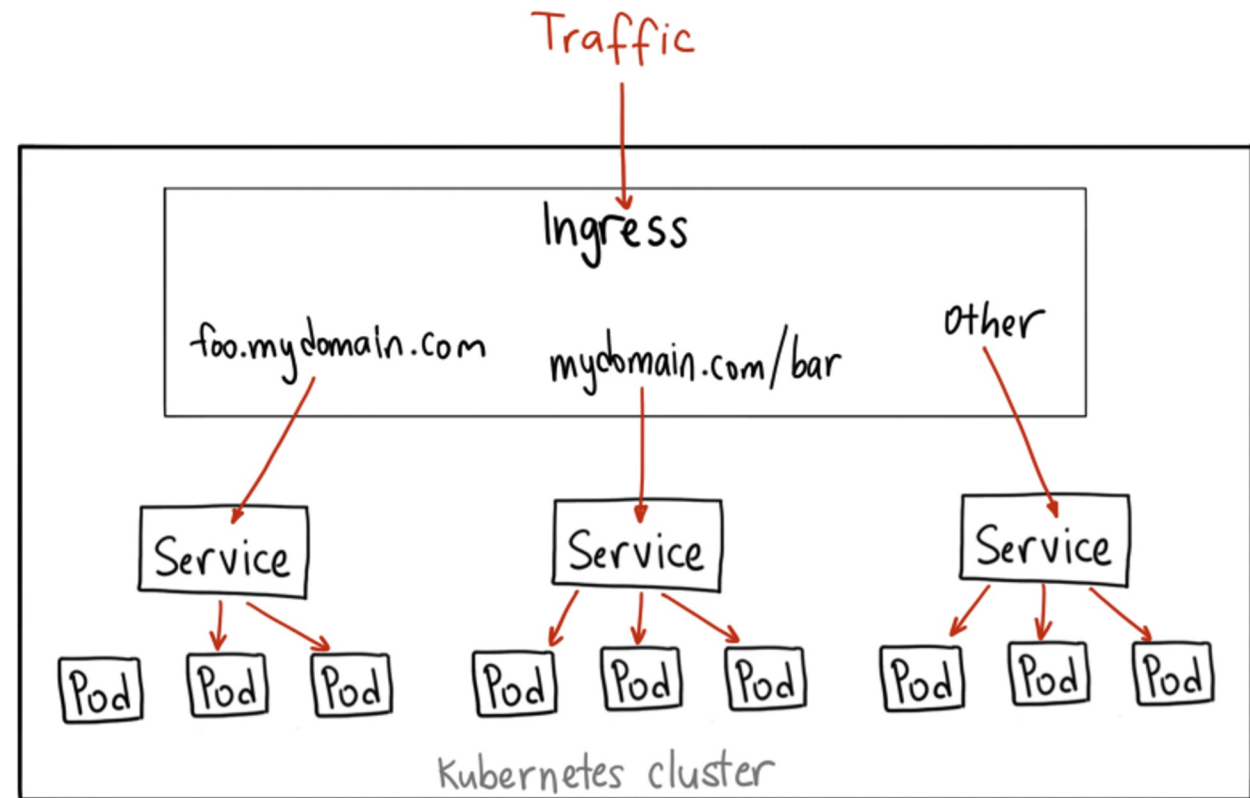 Traffic
Ingress
foo.mydomain.com
mydomain.com/bar
other
Service
Service
Service
Pod
Pod
Pod
Pod
Pod
Pod
Pod
Pod
Pod
Kubernetes cluster